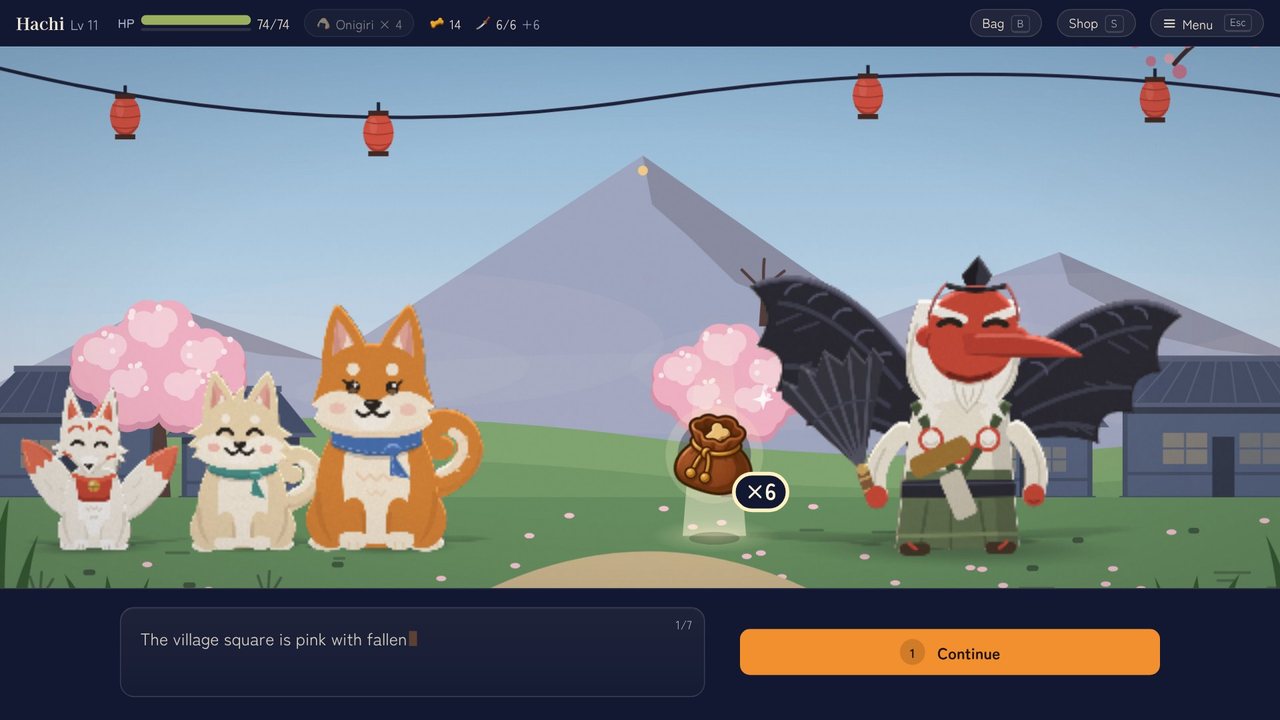 Hachi Lv 11 HP 74/74 Onigiri × 4 14 6/6 +6 Bag B Shop S Menu Esc
×6
The village square is pink with fallen
1/7
1 Continue